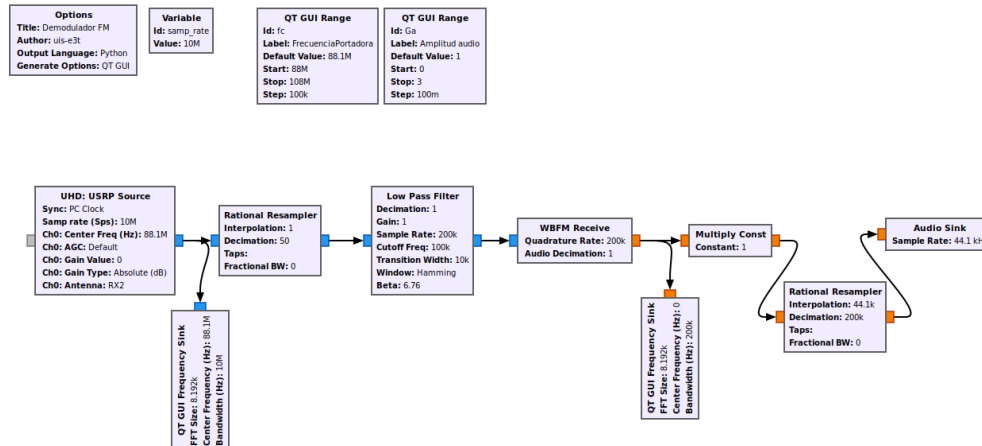 Options
Title: Demodulador FM
Author: uis-e3t
Output Language: Python
Generate Options: QT GUI
Variable
Id: samp_rate
Value: 10M
QT GUI Range
Id: fc
Label: FrecuenciaPortadora
Default Value: 88.1M
Start: 88M
Stop: 108M
Step: 100k
QT GUI Range
Id: Ga
Label: Amplitud audio
Default Value: 1
Start: 0
Stop: 3
Step: 100m
UHD: USRP Source
Sync: PC Clock
Samp rate (Sps): 10M
Ch0: Center Freq (Hz): 88.1M
Ch0: AGC: Default
Ch0: Gain Value: 0
Ch0: Gain Type: Absolute (dB)
Ch0: Antenna: RX2
Rational Resampler
Interpolation: 1
Decimation: 50
Taps:
Fractional BW: 0
Low Pass Filter
Decimation: 1
Gain: 1
Sample Rate: 200k
Cutoff Freq: 100k
Transition Width: 10k
Window: Hamming
Beta: 6.76
WBFM Receive
Quadrature Rate: 200k
Audio Decimation: 1
Multiply Const
Constant: 1
Audio Sink
Sample Rate: 44.1 kH
Rational Resampler
Interpolation: 44.1k
Decimation: 200k
Taps:
Fractional BW: 0
QT GUI Frequency Sink
FFT Size: 8.192k
Center Frequency (Hz): 88.1M
Bandwidth (Hz): 10M
QT GUI Frequency Sink
FFT Size: 8.192k
Center Frequency (Hz): 0
Bandwidth (Hz): 200k